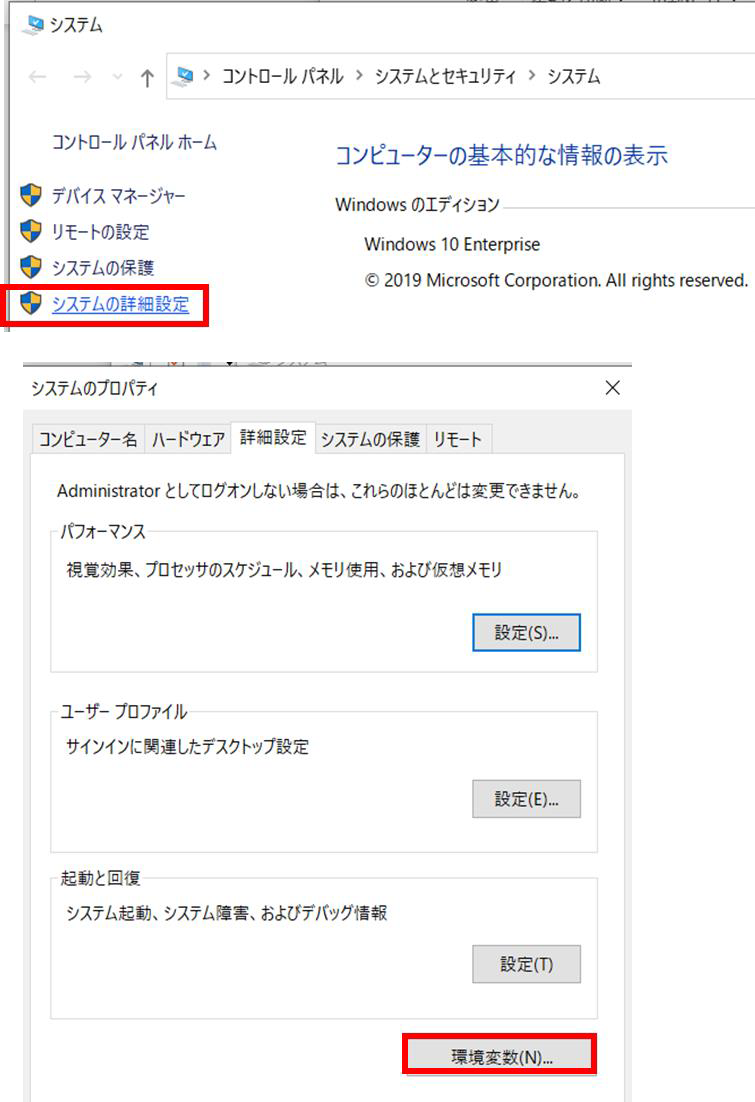 システム
コントロール パネル > システムとセキュリティ > システム
コントロール パネル ホーム
デバイス マネージャー
リモートの設定
システムの保護
システムの詳細設定
コンピューターの基本的な情報の表示
Windows のエディション
Windows 10 Enterprise
© 2019 Microsoft Corporation. All rights reserved.
システムのプロパティ
コンピューター名 ハードウェア 詳細設定 システムの保護 リモート
Administrator としてログオンしない場合は、これらのほとんどは変更できません。
パフォーマンス
視覚効果、プロセッサのスケジュール、メモリ使用、および仮想メモリ
設定(S)...
ユーザー プロファイル
サインインに関連したデスクトップ設定
設定(E)...
起動と回復
システム起動、システム障害、およびデバッグ情報
設定(T)
環境変数(N)...